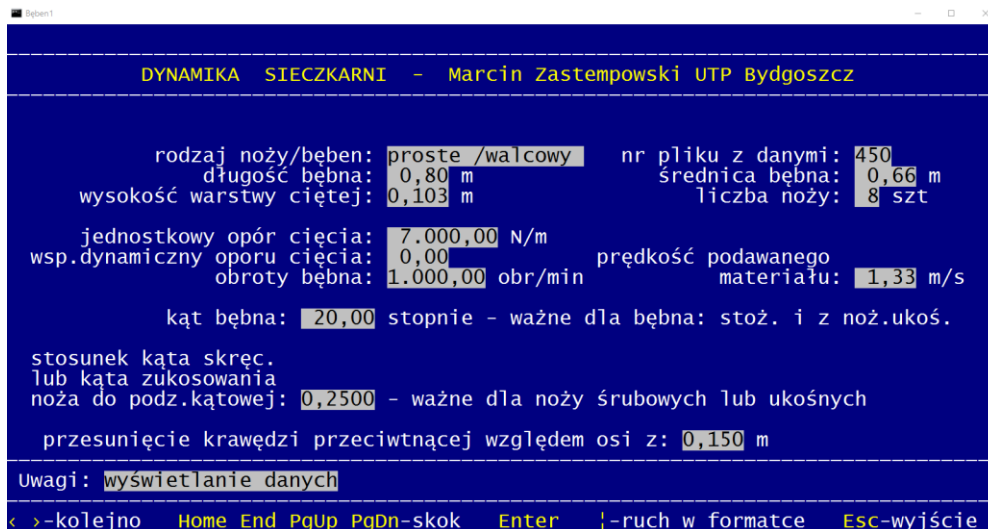 Bęben1
DYNAMIKA SIECZKARNI - Marcin Zastempowski UTP Bydgoszcz
rodzaj noży/bęben: proste /walcowy nr pliku z danymi: 450
długość bębna: 0,80 m średnica bębna: 0,66 m
wysokość warstwy ciętej: 0,103 m liczba noży: 8 szt
jednostkowy opór cięcia: 7.000,00 N/m
wsp.dynamiczny oporu cięcia: 0,00 prędkość podawanego
obroty bębna: 1.000,00 obr/min materiału: 1,33 m/s
kąt bębna: 20,00 stopnie - ważne dla bębna: stoż. i z noż.ukoś.
stosunek kąta skręc.
lub kąta zukosowania
noża do podz.kątowej: 0,2500 - ważne dla noży śrubowych lub ukośnych
przesunięcie krawędzi przeciwtnącej względem osi z: 0,150 m
Uwagi: wyświetlanie danych
< >-kolejno Home End PgUp PgDn-skok Enter ¦-ruch w formatce Esc-wyjście